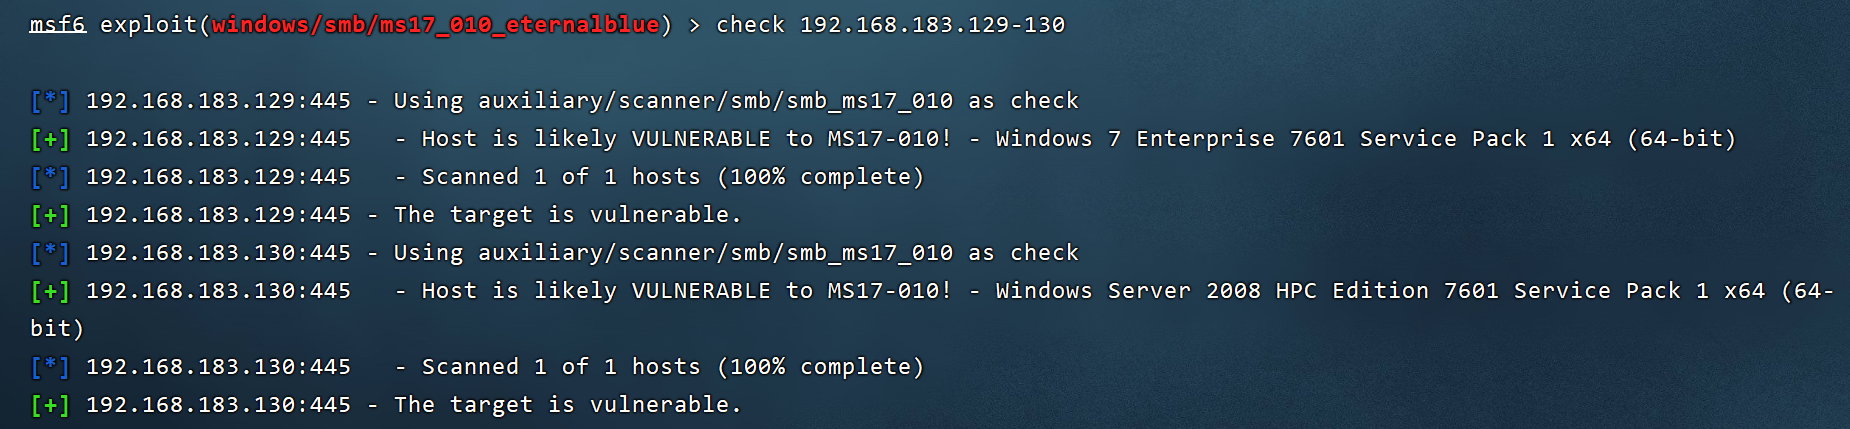 msf6 exploit(windows/smb/ms17_010_eternalblue) > check 192.168.183.129-130
[*] 192.168.183.129:445 - Using auxiliary/scanner/smb/smb_ms17_010 as check
[+] 192.168.183.129:445   - Host is likely VULNERABLE to MS17-010! - Windows 7 Enterprise 7601 Service Pack 1 x64 (64-bit)
[*] 192.168.183.129:445   - Scanned 1 of 1 hosts (100% complete)
[+] 192.168.183.129:445 - The target is vulnerable.
[*] 192.168.183.130:445 - Using auxiliary/scanner/smb/smb_ms17_010 as check
[+] 192.168.183.130:445   - Host is likely VULNERABLE to MS17-010! - Windows Server 2008 HPC Edition 7601 Service Pack 1 x64 (64-
bit)
[*] 192.168.183.130:445   - Scanned 1 of 1 hosts (100% complete)
[+] 192.168.183.130:445 - The target is vulnerable.